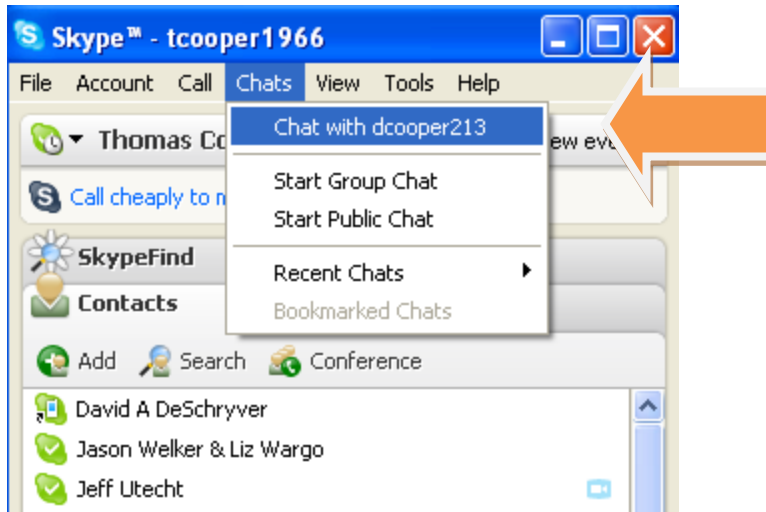 Skype™ - tcooper1966
File Account Call Chats View Tools Help
Chat with dcooper213
Thomas Co
ew
Start Group Chat
Call cheaply to
Start Public Chat
SkypeFind
Recent Chats
Contacts
Bookmarked Chats
Add Search Conference
David A DeSchryver
Jason Welker & Liz Wargo
Jeff Utecht